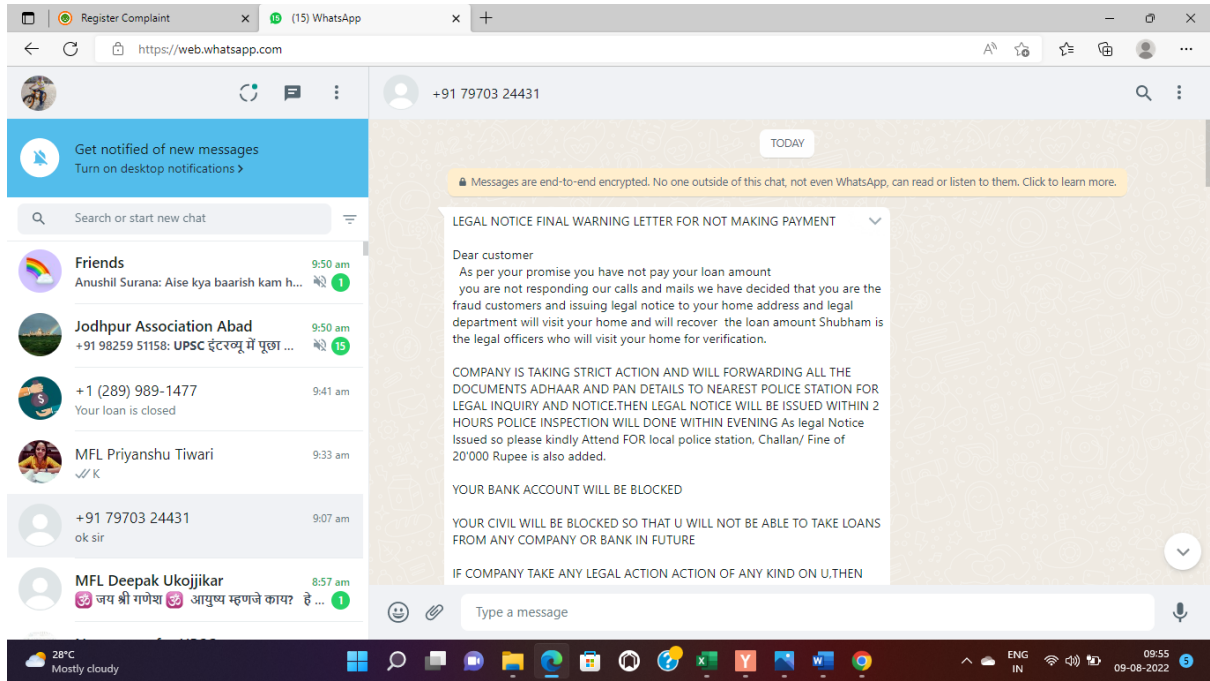 Register Complaint
15
(15) WhatsApp
https://web.whatsapp.com
+91 79703 24431
Get notified of new messages
Turn on desktop notifications >
Search or start new chat
Friends
9:50 am
Anushil Surana: Aise kya baarish kam h...
1
Jodhpur Association Abad
9:50 am
+91 98259 51158: UPSC इंटरव्यू में पूछा ...
15
+1 (289) 989-1477
9:41 am
Your loan is closed
MFL Priyanshu Tiwari
9:33 am
K
+91 79703 24431
9:07 am
ok sir
MFL Deepak Ukojjikar
8:57 am
🕉 जय श्री गणेश 🕉 आयुष्य म्हणजे काय? हे ...
1
TODAY
Messages are end-to-end encrypted. No one outside of this chat, not even WhatsApp, can read or listen to them. Click to learn more.
LEGAL NOTICE FINAL WARNING LETTER FOR NOT MAKING PAYMENT
Dear customer
As per your promise you have not pay your loan amount
you are not responding our calls and mails we have decided that you are the
fraud customers and issuing legal notice to your home address and legal
department will visit your home and will recover the loan amount Shubham is
the legal officers who will visit your home for verification.
COMPANY IS TAKING STRICT ACTION AND WILL FORWARDING ALL THE
DOCUMENTS ADHAAR AND PAN DETAILS TO NEAREST POLICE STATION FOR
LEGAL INQUIRY AND NOTICE.THEN LEGAL NOTICE WILL BE ISSUED WITHIN 2
HOURS POLICE INSPECTION WILL DONE WITHIN EVENING As legal Notice
Issued so please kindly Attend FOR local police station, Challan/ Fine of
20'000 Rupee is also added.
YOUR BANK ACCOUNT WILL BE BLOCKED
YOUR CIVIL WILL BE BLOCKED SO THAT U WILL NOT BE ABLE TO TAKE LOANS
FROM ANY COMPANY OR BANK IN FUTURE
IF COMPANY TAKE ANY LEGAL ACTION ACTION OF ANY KIND ON U,THEN
Type a message
28°C
Mostly cloudy
ENG
IN
09:55
09-08-2022
5